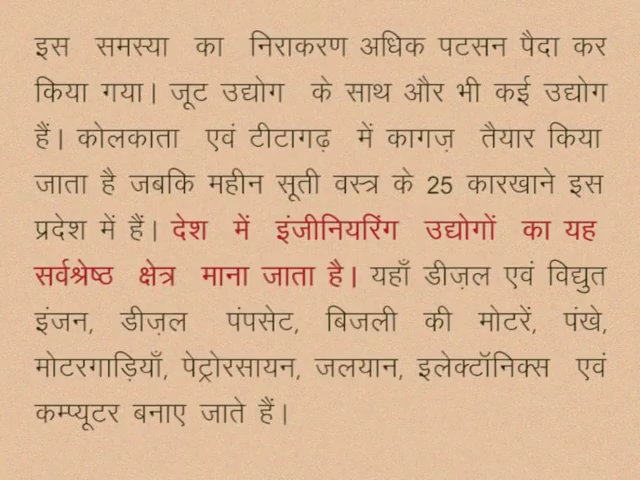 इस समस्या का निराकरण अधिक पटसन पैदा कर
किया गया। जूट उद्योग के साथ और भी कई उद्योग
हैं। कोलकाता एवं टीटागढ़ में कागज़ तैयार किया
जाता है जबकि महीन सूती वस्त्र के 25 कारखाने इस
प्रदेश में हैं। देश में इंजीनियरिंग उद्योगों का यह
सर्वश्रेष्ठ क्षेत्र माना जाता है। यहाँ डीज़ल एवं विद्युत
इंजन, डीज़ल पंपसेट, बिजली की मोटरें, पंखे,
मोटरगाड़ियाँ, पेट्रोरसायन, जलयान, इलेक्टॉनिक्स एवं
कम्प्यूटर बनाए जाते हैं।